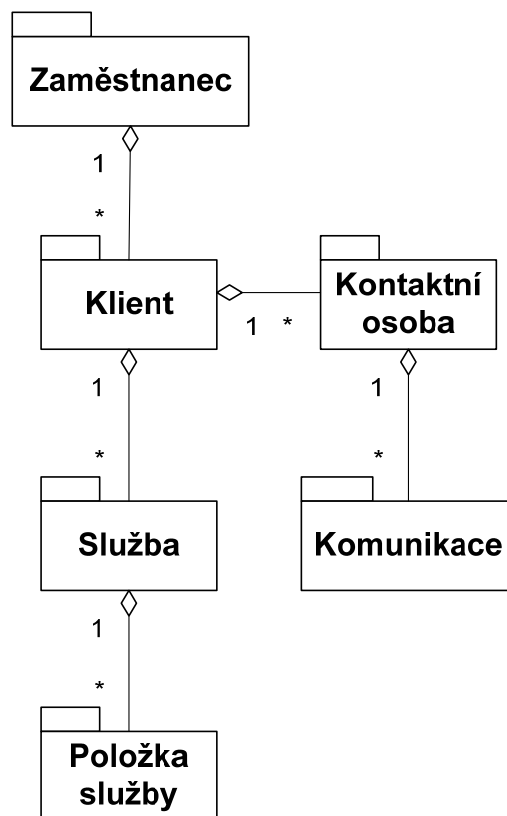 Zaměstnanec
1
*
Klient
1 *
Kontaktní
osoba
1
*
1
*
Služba
Komunikace
1
*
Položka
služby